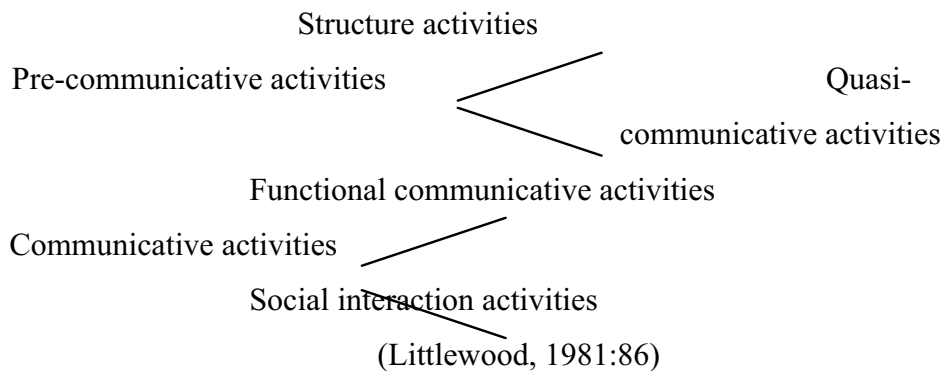 Structure activities
Pre-communicative activities Quasi-
communicative activities
Functional communicative activities
Communicative activities
Social interaction activities
(Littlewood, 1981:86)